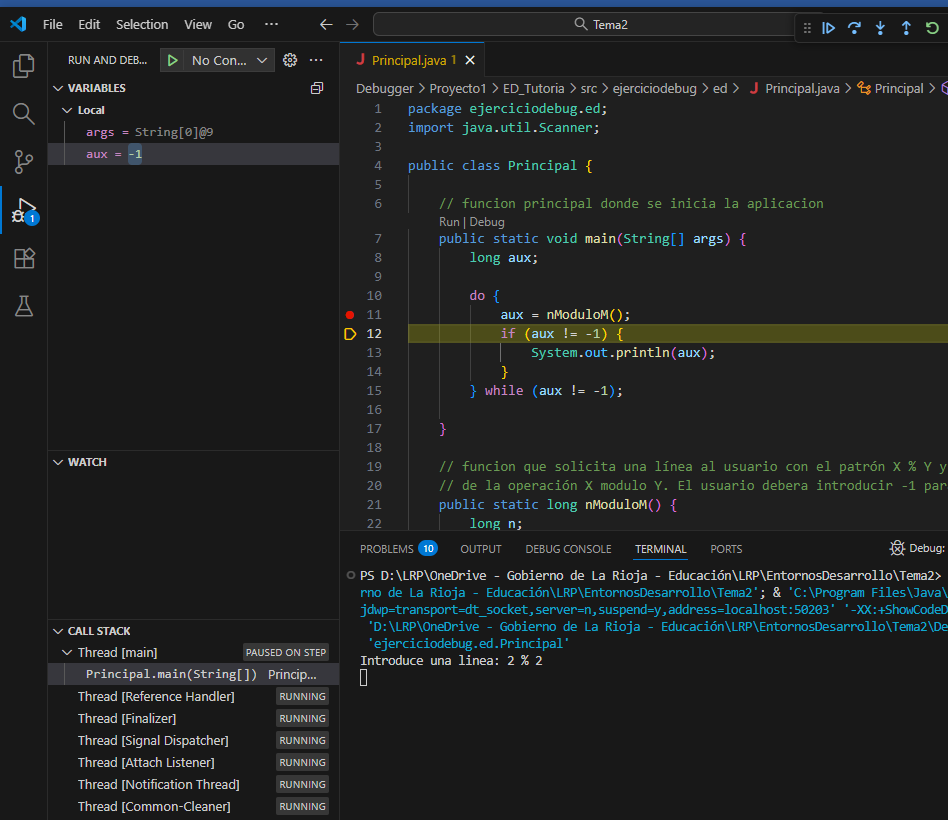 File Edit Selection View Go ··· Tema2
RUN AND DEB... No Con... ···
VARIABLES
Local
args = String[0]@9
aux = -1
WATCH
CALL STACK
Thread [main] PAUSED ON STEP
Principal.main(String[]) Princip...
Thread [Reference Handler] RUNNING
Thread [Finalizer] RUNNING
Thread [Signal Dispatcher] RUNNING
Thread [Attach Listener] RUNNING
Thread [Notification Thread] RUNNING
Thread [Common-Cleaner] RUNNING
1
J Principal.java 1 ×
Debugger > Proyecto1 > ED_Tutoria > src > ejerciciodebug > ed > J Principal.java > Principal >
1 package ejerciciodebug.ed;
2 import java.util.Scanner;
3
4 public class Principal {
5
6 // funcion principal donde se inicia la aplicacion
Run | Debug
7 public static void main(String[] args) {
8 long aux;
9
10 do {
11 aux = nModuloM();
12 if (aux != -1) {
13 System.out.println(aux);
14 }
15 } while (aux != -1);
16
17 }
18
19 // funcion que solicita una línea al usuario con el patrón X % Y y
20 // de la operación X modulo Y. El usuario debera introducir -1 par
21 public static long nModuloM() {
22 long n;
PROBLEMS 10 OUTPUT DEBUG CONSOLE TERMINAL PORTS Debug:
PS D:\LRP\OneDrive - Gobierno de La Rioja - Educación\LRP\EntornosDesarrollo\Tema2>
rno de La Rioja - Educación\LRP\EntornosDesarrollo\Tema2'; & 'C:\Program Files\Java\
jdwp=transport=dt_socket,server=n,suspend=y,address=localhost:50203' '-XX:+ShowCodeD
'D:\LRP\OneDrive - Gobierno de La Rioja - Educación\LRP\EntornosDesarrollo\Tema2\De
'ejerciciodebug.ed.Principal'
Introduce una linea: 2 % 2